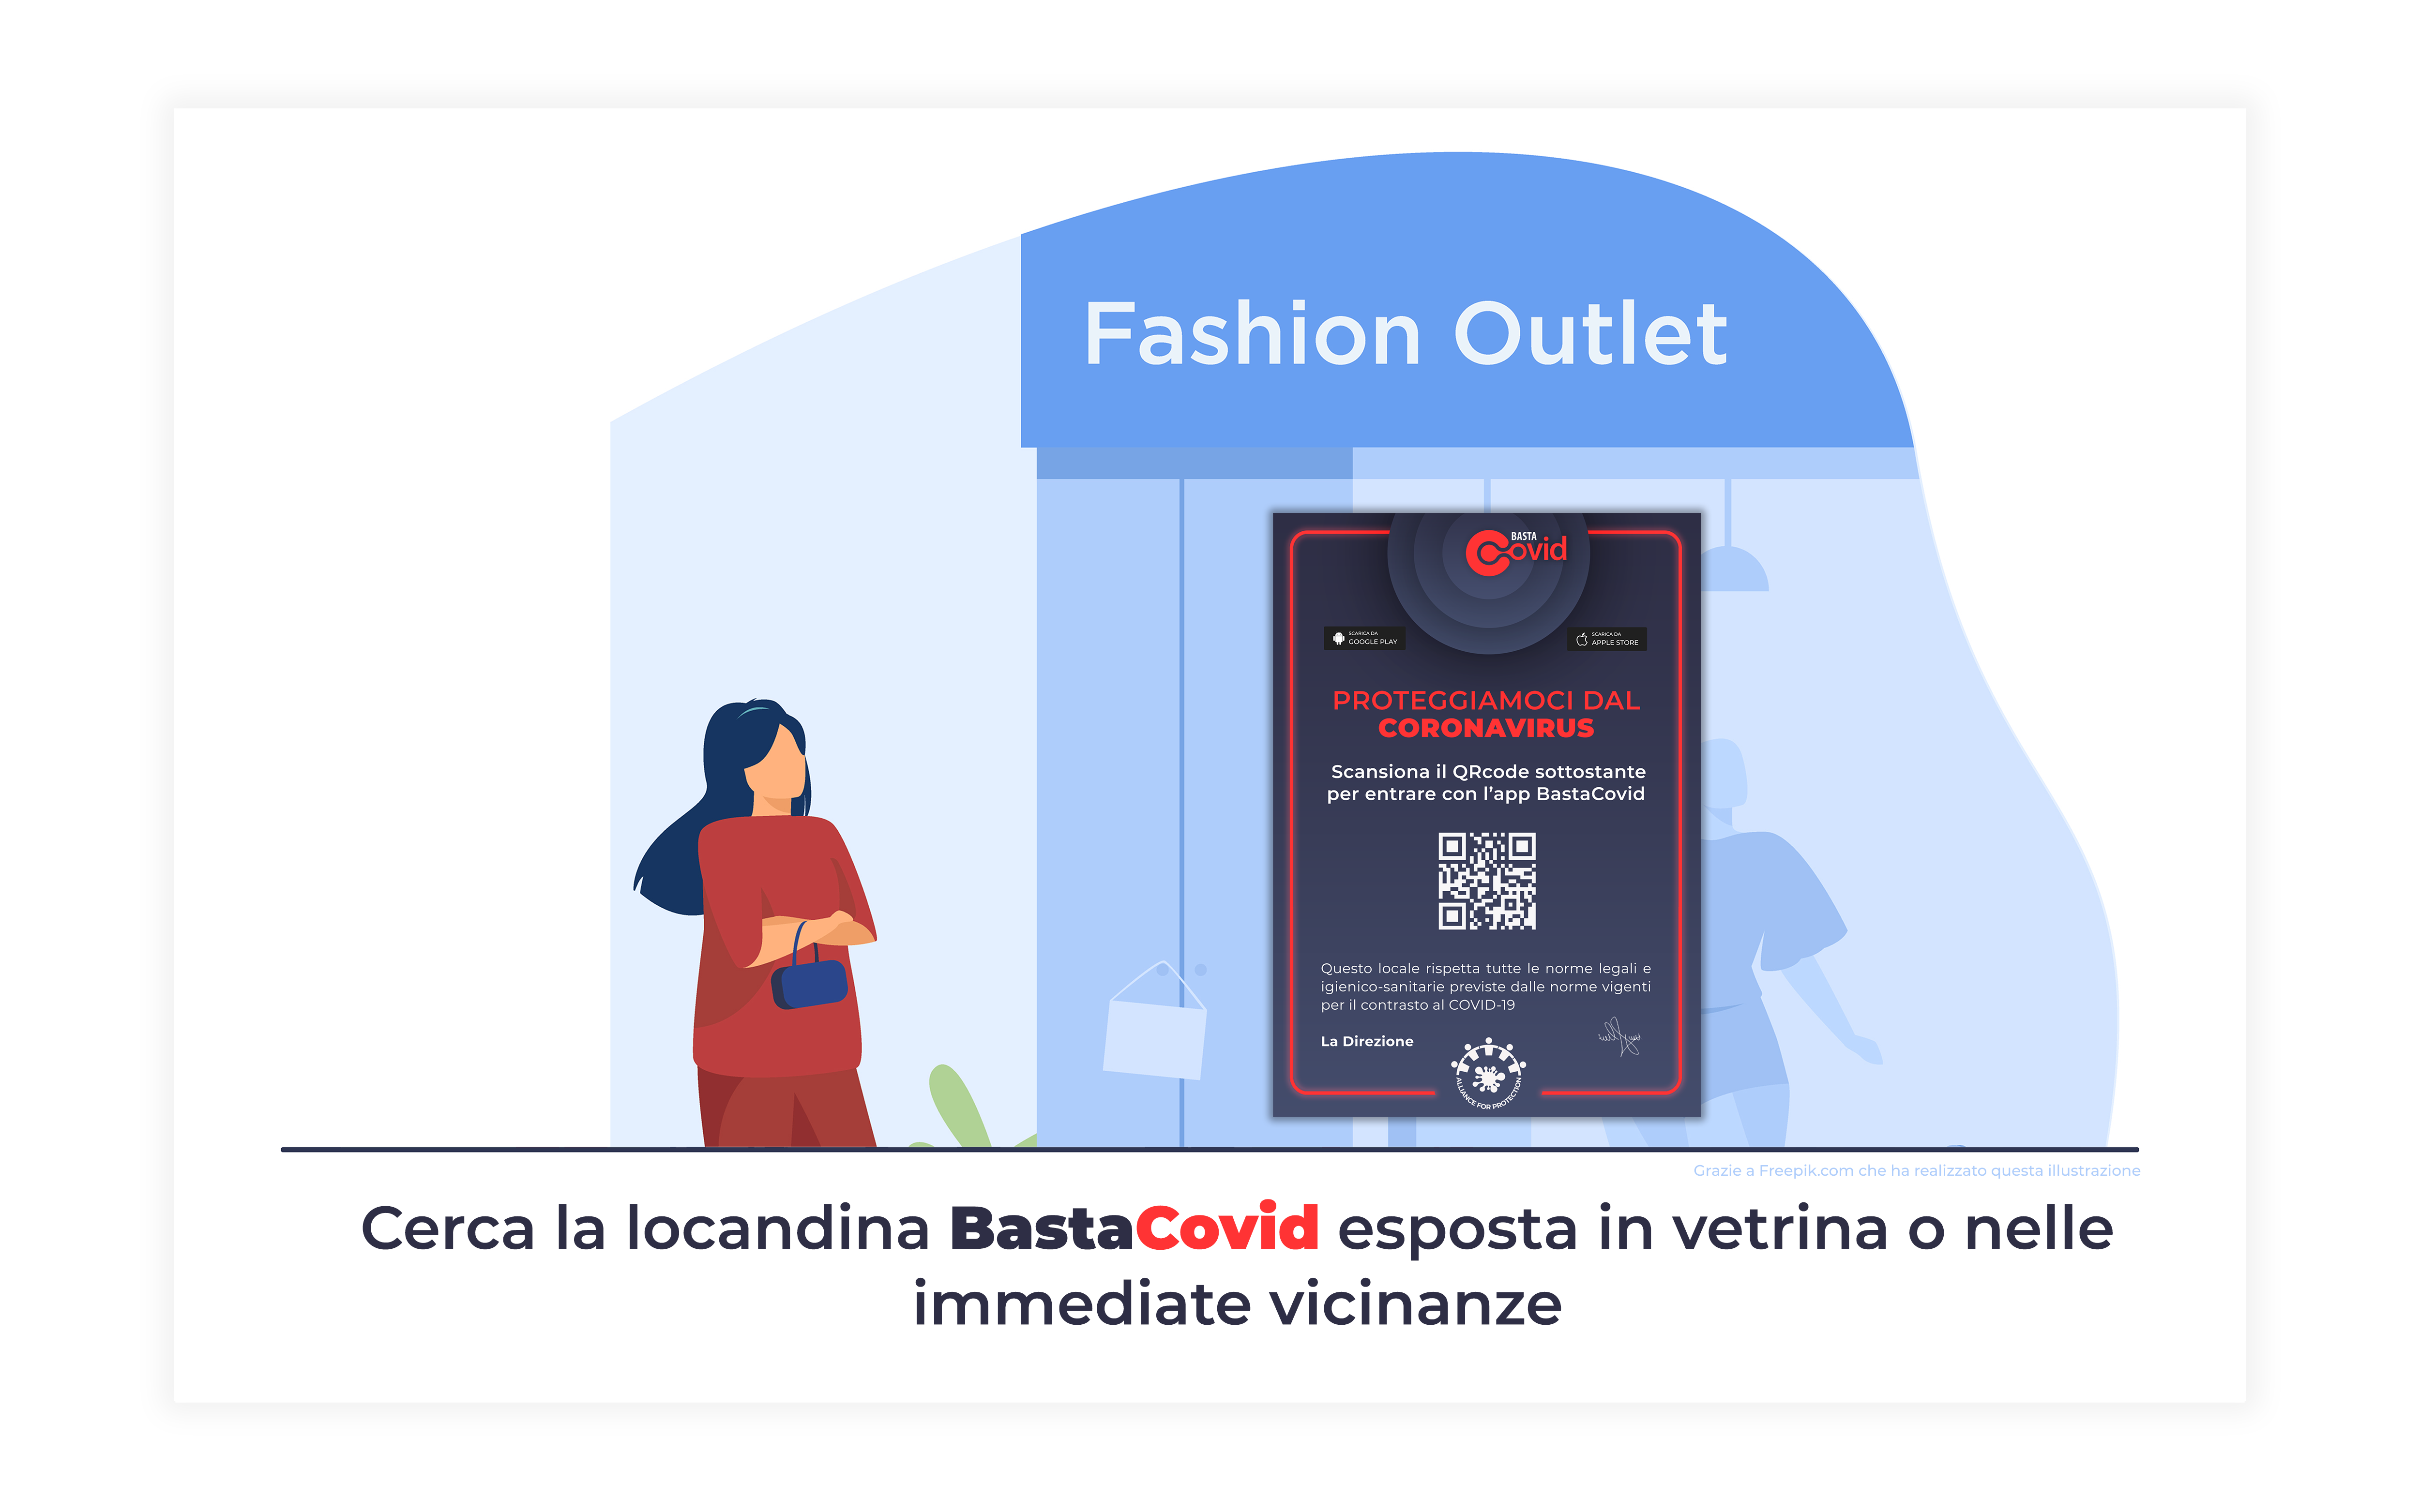 Fashion Outlet
BASTA
Covid
SCARICA DA
GOOGLE PLAY
SCARICA DA
APPLE STORE
PROTEGGIAMOCI DAL
CORONAVIRUS
Scansiona il QRcode sottostante
per entrare con l'app BastaCovid
Questo locale rispetta tutte le norme legali e
igienico-sanitarie previste dalle norme vigenti
per il contrasto al COVID-19
La Direzione
ALLIANCE FOR PROTECTION
Grazie a Freepik.com che ha realizzato questa illustrazione
Cerca la locandina BastaCovid esposta in vetrina o nelle
immediate vicinanze